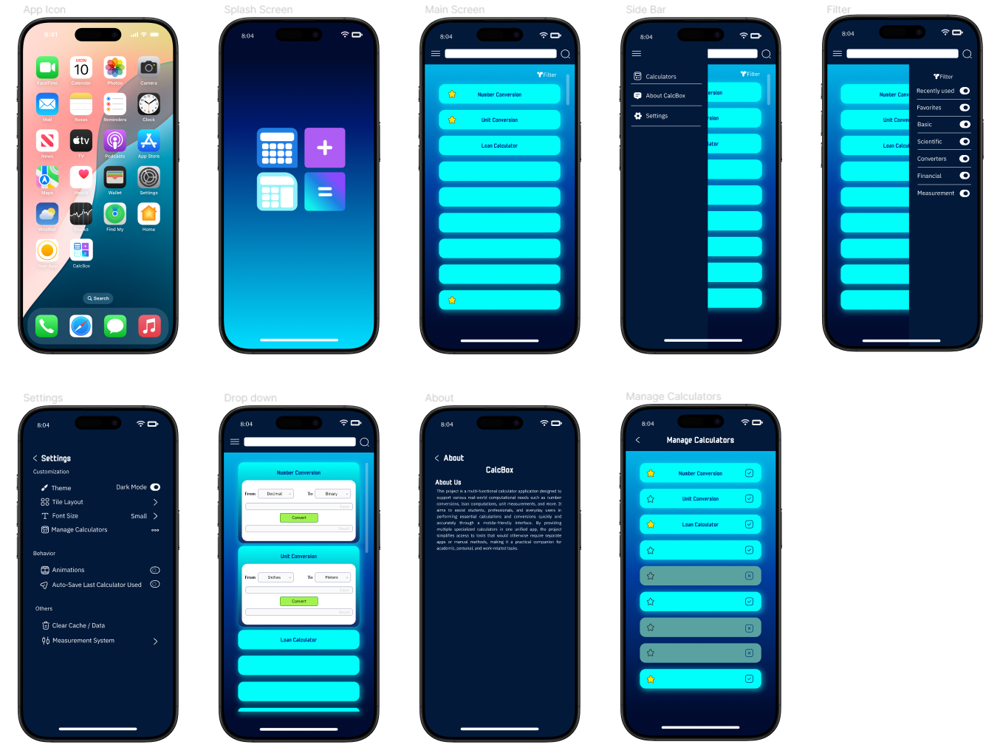 App Icon
Splash Screen
Main Screen
Side Bar
Filter
9:41
FaceTime
MON
10
Calendar
Photos
Camera
Mail
Notes
Reminders
Clock
News
tv
TV
Podcasts
App Store
Maps
Health
Wallet
Settings
Weather
Stocks
Find My
Home
Your App
CalcBox
Search
8:04
+
=
8:04
Filter
Number Conversion
Unit Conversion
Loan Calculator
8:04
Calculators
About CalcBox
Settings
Filter
ersion
sion
ator
8:04
Filter
Recently used
Favorites
Basic
Scientific
Converters
Financial
Measurement
Number Conv
Unit Conve
Loan Calcu
Settings
Drop down
About
Manage Calculators
8:04
Settings
Customization
Theme Dark Mode
Tile Layout
Font Size Small
Manage Calculators
Behavior
Animations
Auto-Save Last Calculator Used
Others
Clear Cache / Data
Measurement System
8:04
Number Conversion
From Decimal To Binary
Input
Convert
Result
Unit Conversion
From Inches To Meters
Input
Convert
Result
Loan Calculator
8:04
About
CalcBox
About Us
This project is a multi-functional calculator application designed to
support various real-world computational needs such as number
conversions, loan computations, unit measurements, and more. It
aims to assist students, professionals, and everyday users in
performing essential calculations and conversions quickly and
accurately through a mobile-friendly interface. By providing
multiple specialized calculators in one unified app, the project
simplifies access to tools that would otherwise require separate
apps or manual methods, making it a practical companion for
academic, personal, and work-related tasks.
8:04
Manage Calculators
Number Conversion
Unit Conversion
Loan Calculator